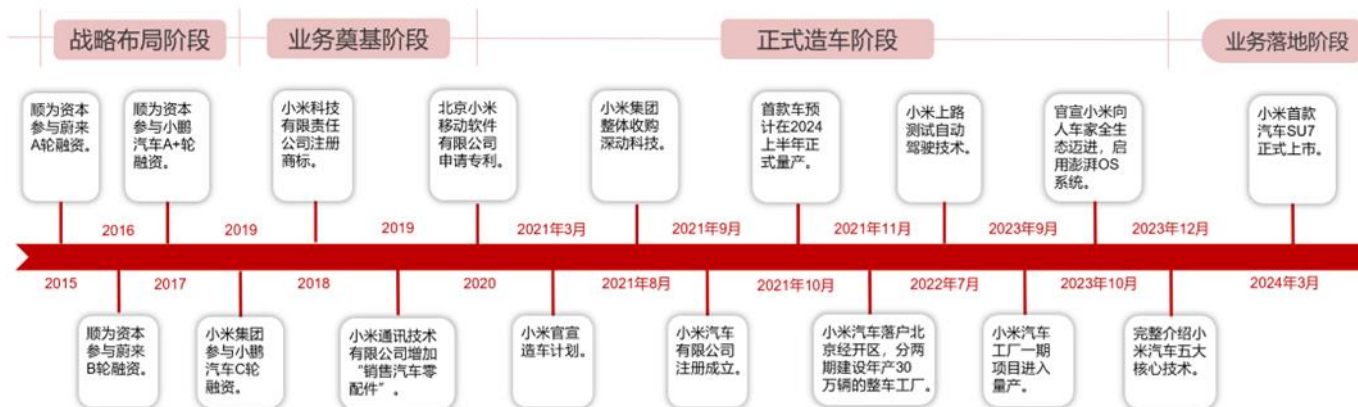 战略布局阶段
业务奠基阶段
正式造车阶段
业务落地阶段
顺为资本
参与蔚来
A轮融资。
顺为资本
参与小鹏
汽车A+轮
融资。
小米科技
有限责任
公司注册
商标。
北京小米
移动软件
有限公司
申请专利。
小米集团
整体收购
深动科技。
首款车预
计在2024
上半年正
式量产。
小米上路
测试自动
驾驶技术。
官宣小米向
人车家全生
态迈进，启
用澎湃OS
系统。
小米首款
汽车SU7
正式上市。
2016
2019
2019
2021年3月
2021年9月
2021年11月
2023年9月
2023年12月
2015
2017
2018
2020
2021年8月
2021年10月
2022年7月
2023年10月
2024年3月
顺为资本
参与蔚来
B轮融资。
小米集团
参与小鹏
汽车C轮
融资。
小米通讯技术
有限公司增加
“销售汽车零
配件”。
小米官宣
造车计划。
小米汽车
有限公司
注册成立。
小米汽车落户北
京经开区，分两
期建设年产30
万辆的整车工厂。
小米汽车
工厂一期
项目进入
量产。
完整介绍小
米汽车五大
核心技术。